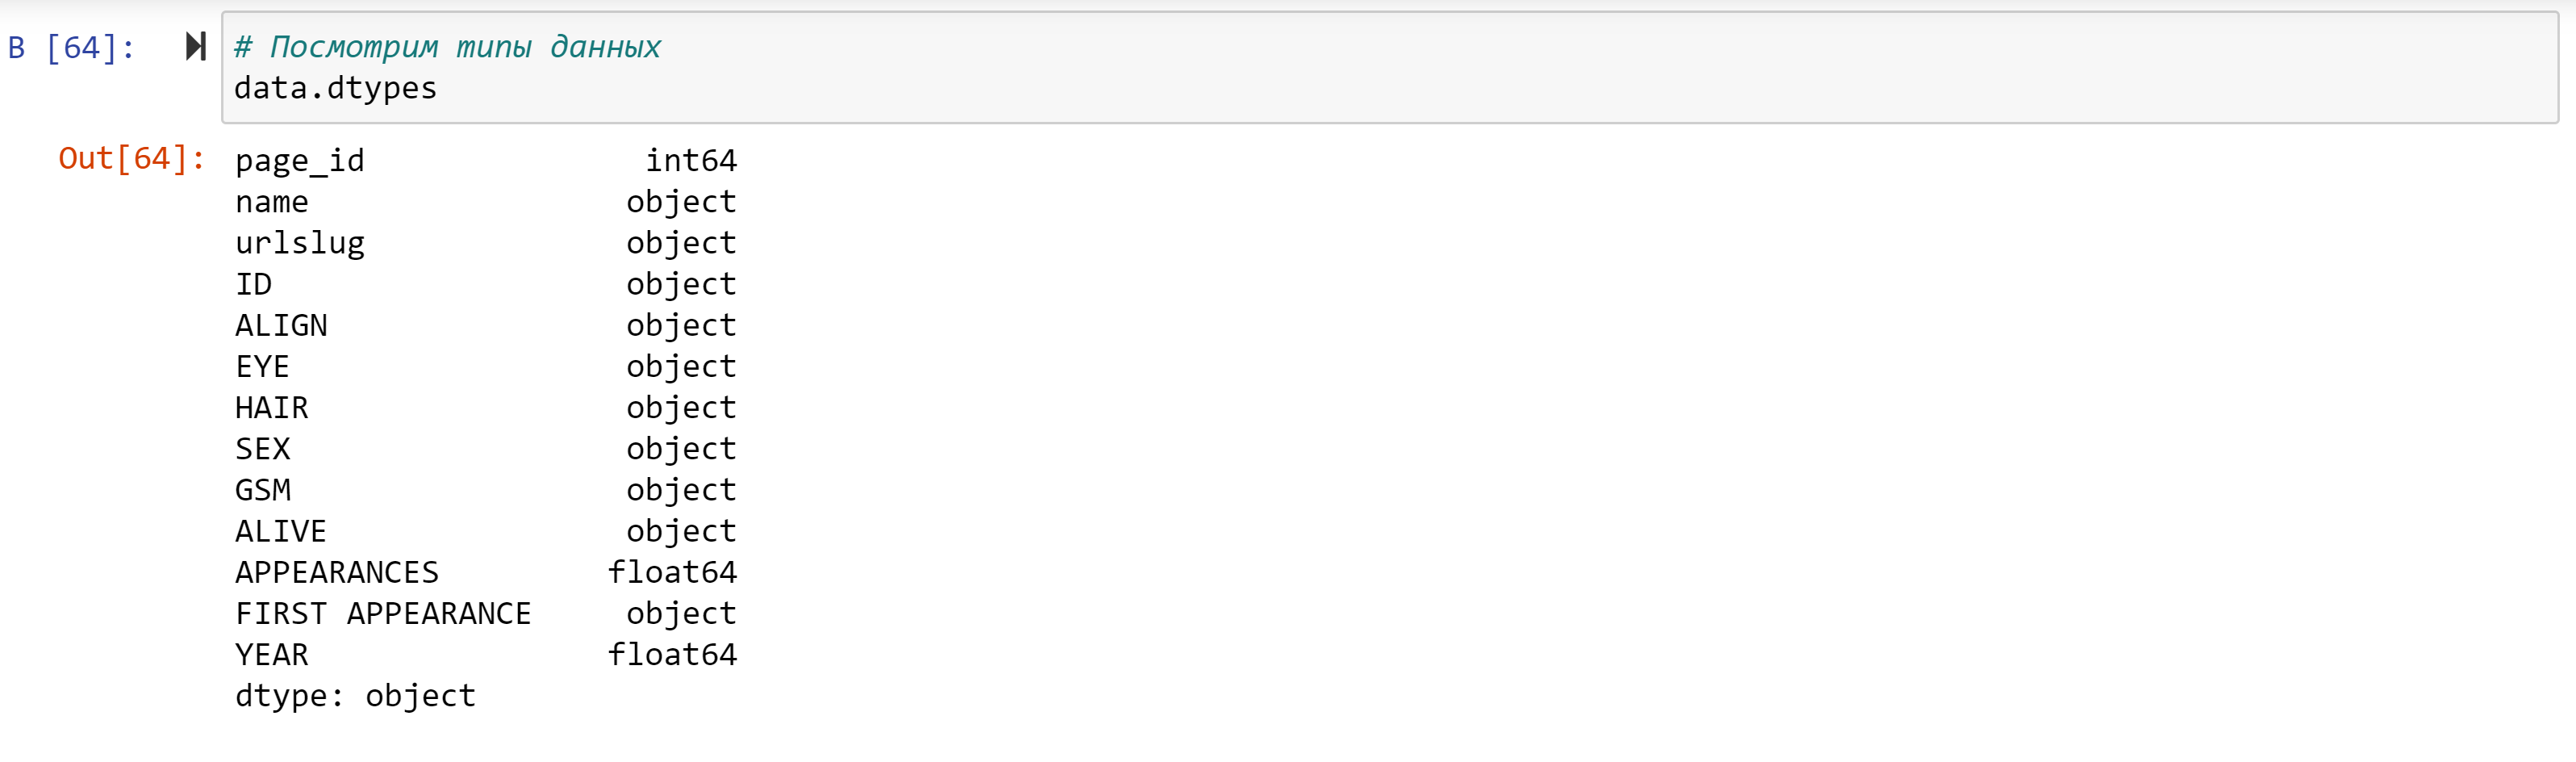 В [64]:
# Посмотрим типы данных
data.dtypes
Out[64]:
page_id int64
name object
urlslug object
ID object
ALIGN object
EYE object
HAIR object
SEX object
GSM object
ALIVE object
APPEARANCES float64
FIRST APPEARANCE object
YEAR float64
dtype: object